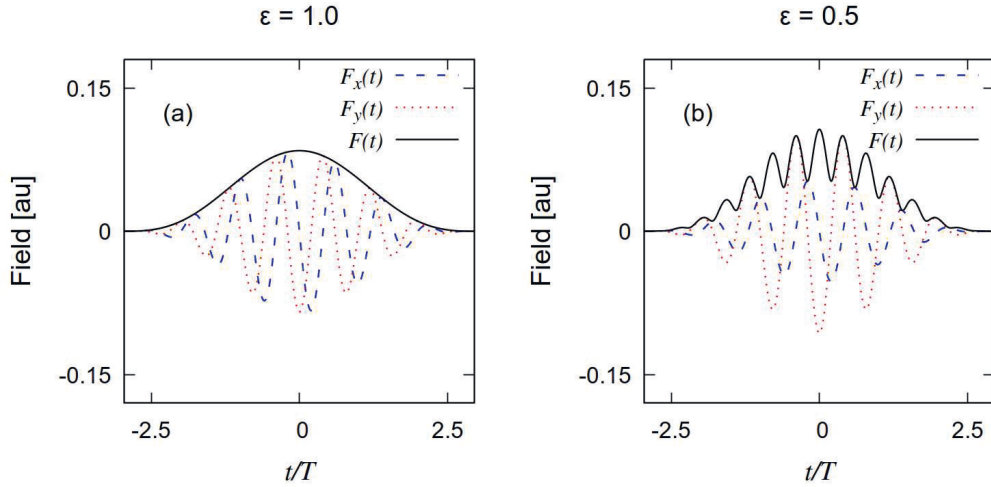 ε = 1.0
0.15
0
-0.15
Field [au]
(a)
F_x(t)
F_y(t)
F(t)
-2.5
0
2.5
t/T
ε = 0.5
0.15
0
-0.15
Field [au]
(b)
F_x(t)
F_y(t)
F(t)
-2.5
0
2.5
t/T